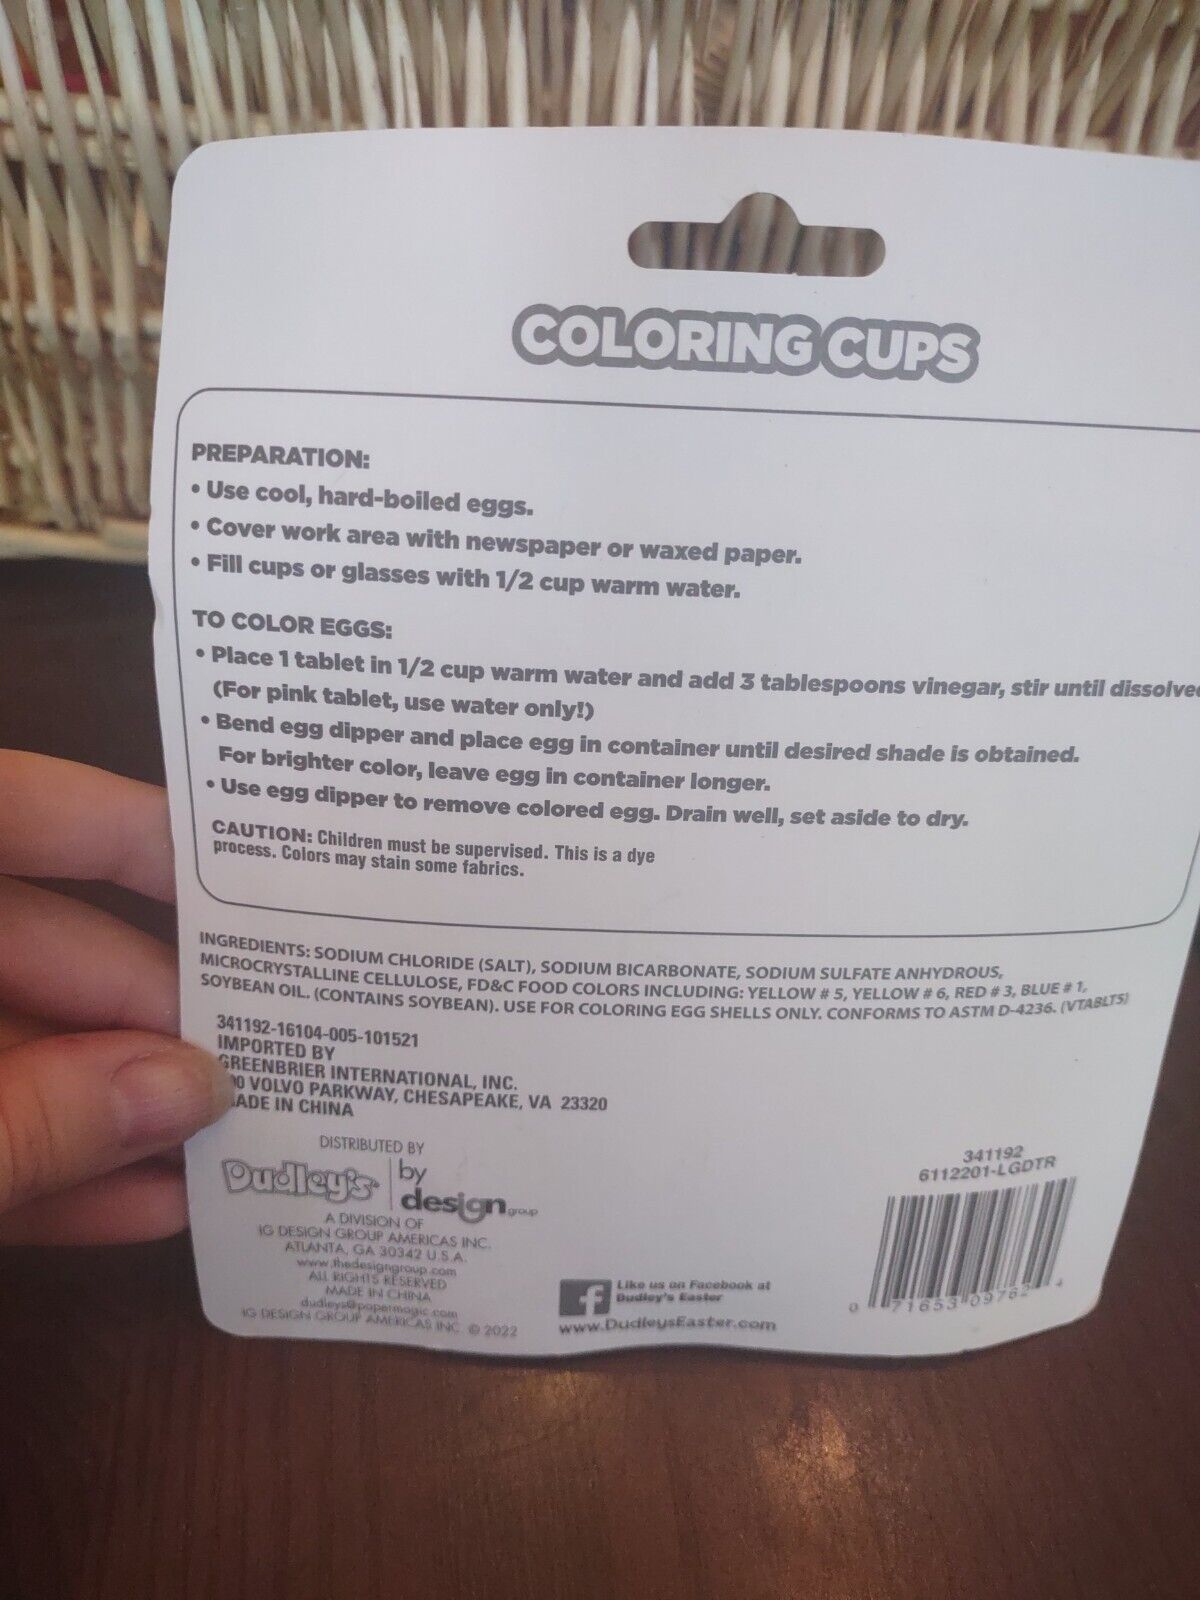 COLORING CUPS
PREPARATION:
• Use cool, hard-boiled eggs.
• Cover work area with newspaper or waxed paper.
• Fill cups or glasses with 1/2 cup warm water.
TO COLOR EGGS:
• Place 1 tablet in 1/2 cup warm water and add 3 tablespoons vinegar, stir until
(For pink tablet, use water only!)
• Bend egg dipper and place egg in container until desired shade is obtained.
For brighter color, leave egg in container longer.
• Use egg dipper to remove colored egg. Drain well, set aside to dry.
CAUTION: Children must be supervised. This is a dye
process. Colors may stain some fabrics.
INGREDIENTS: SODIUM CHLORIDE (SALT), SODIUM BICARBONATE, SODIUM SULFATE ANHYDROUS,
MICROCRYSTALLINE CELLULOSE, FD&C FOOD COLORS INCLUDING: YELLOW # 5, YELLOW # 6, RED # 3, BLUE # 1,
SOYBEAN OIL. (CONTAINS SOYBEAN). USE FOR COLORING EGG SHELLS ONLY. CONFORMS TO ASTM D-4236. (VTABLTS)
341192-16104-005-101521
IMPORTED BY
GREENBRIER INTERNATIONAL, INC.
VOLVO PARKWAY, CHESAPEAKE, VA 23320
IN CHINA
DISTRIBUTED BY
Dudley's by design group
A DIVISION OF
IG DESIGN GROUP AMERICAS INC.
ATLANTA, GA 30342 U.S.A.
www.thedesigngroup.com
ALL RIGHTS RESERVED
MADE IN CHINA
dudleys@papermagic.com
IG DESIGN GROUP AMERICAS INC © 2022
f Like us on Facebook at
Dudley's Easter
www.DudleysEaster.com
341192
6112201-LGDTR
0 71653 09762 4